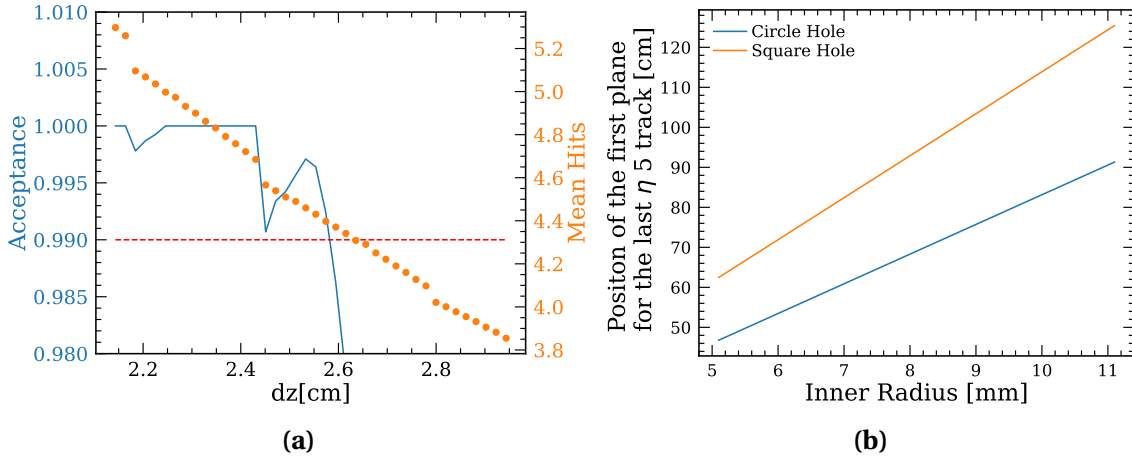 1.010
1.005
1.000
0.995
0.990
0.985
0.980
Acceptance
5.2
5.0
4.8
4.6
4.4
4.2
4.0
3.8
Mean Hits
2.2 2.4 2.6 2.8
dz[cm]
(a)
Positon of the first plane
for the last η 5 track [cm]
120
110
100
90
80
70
60
50
Circle Hole
Square Hole
5 6 7 8 9 10 11
Inner Radius [mm]
(b)